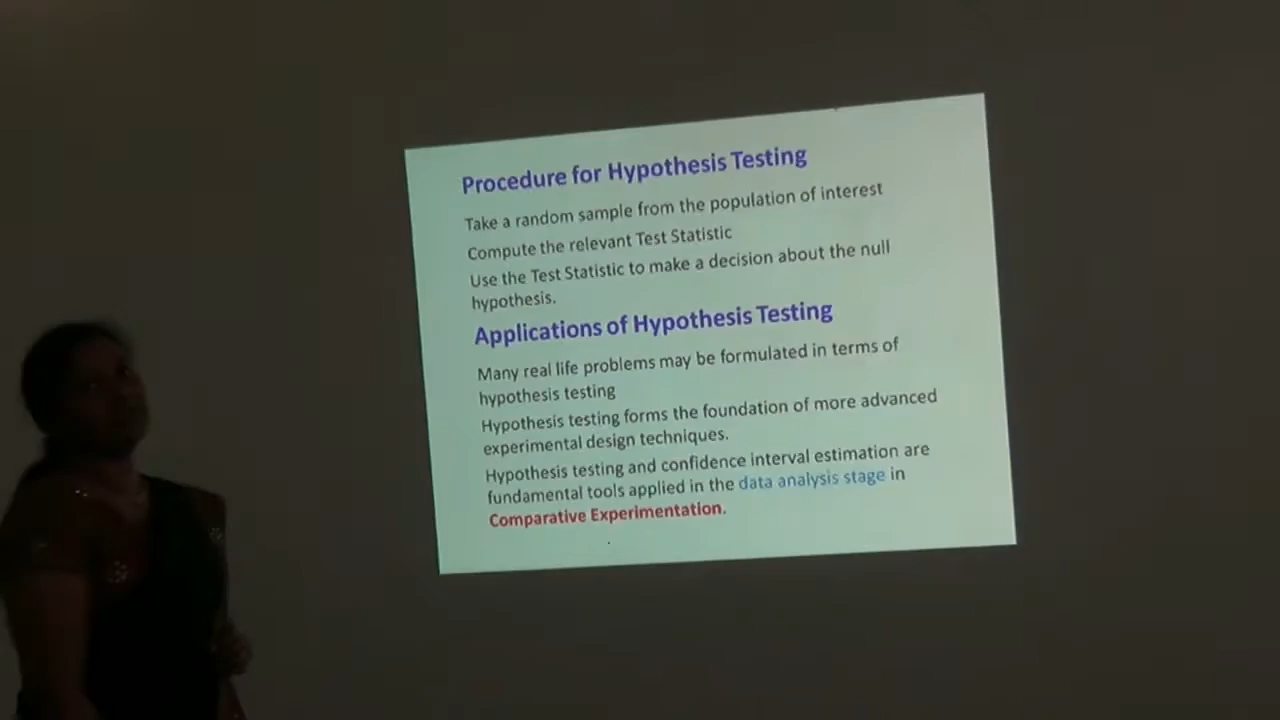 Procedure for Hypothesis Testing
Take a random sample from the population of interest
Compute the relevant Test Statistic
Use the Test Statistic to make a decision about the null
hypothesis.
Applications of Hypothesis Testing
Many real life problems may be formulated in terms of
hypothesis testing
Hypothesis testing forms the foundation of more advanced
experimental design techniques.
Hypothesis testing and confidence interval estimation are
fundamental tools applied in the data analysis stage in
Comparative Experimentation.